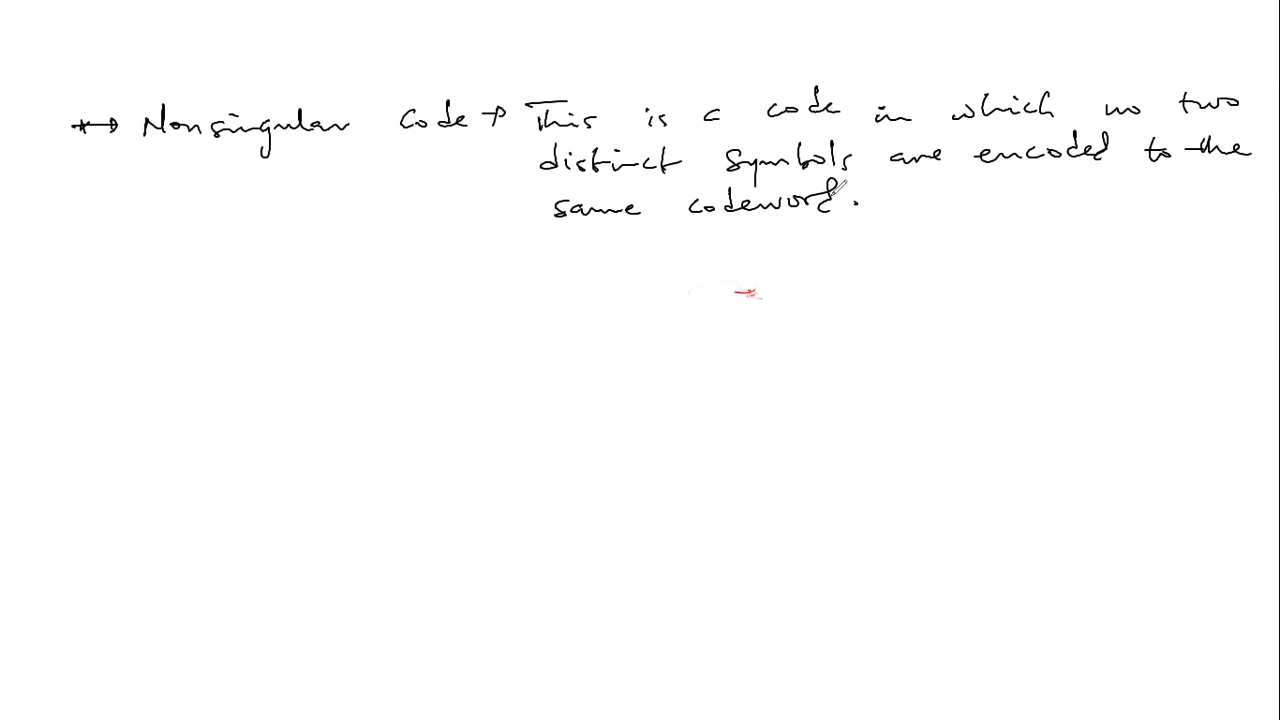 Nonsingular Code → This is a code in which no two
distinct symbols are encoded to the
same codeword.